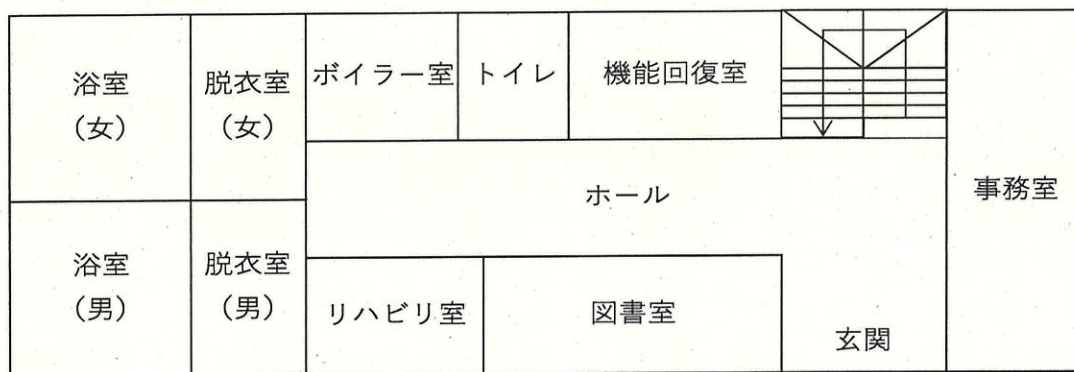 浴室
（女）
脱衣室
（女）
ボイラー室
トイレ
機能回復室
ホール
事務室
浴室
（男）
脱衣室
（男）
リハビリ室
図書室
玄関